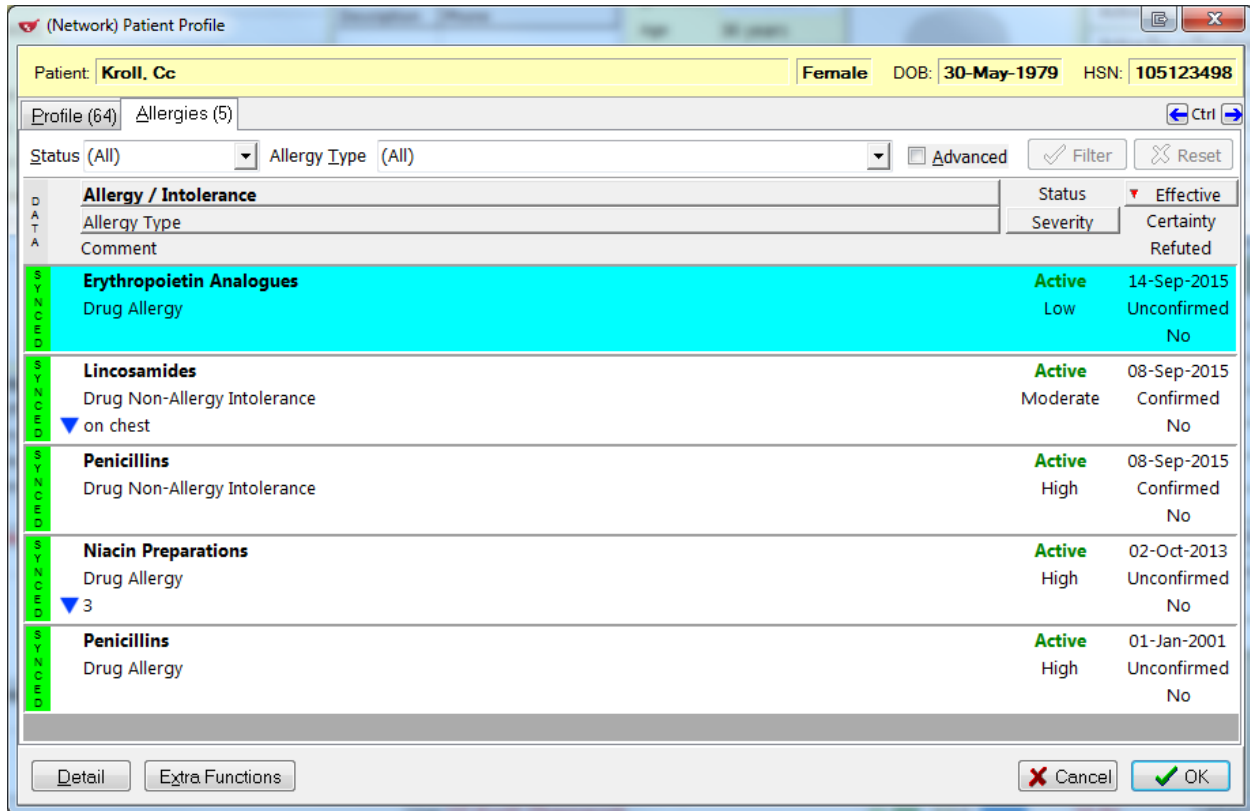 (Network) Patient Profile
Patient: Kroll, Cc Female DOB: 30-May-1979 HSN: 105123498
Profile (64) Allergies (5) Ctrl
Status (All) Allergy Type (All) Advanced Filter Reset
DATA
Allergy / Intolerance Status Effective
Allergy Type Severity Certainty
Comment Refuted
SYNCED
Erythropoietin Analogues Active 14-Sep-2015
Drug Allergy Low Unconfirmed
No
SYNCED
Lincosamides Active 08-Sep-2015
Drug Non-Allergy Intolerance Moderate Confirmed
on chest No
SYNCED
Penicillins Active 08-Sep-2015
Drug Non-Allergy Intolerance High Confirmed
No
SYNCED
Niacin Preparations Active 02-Oct-2013
Drug Allergy High Unconfirmed
3 No
SYNCED
Penicillins Active 01-Jan-2001
Drug Allergy High Unconfirmed
No
Detail Extra Functions Cancel OK